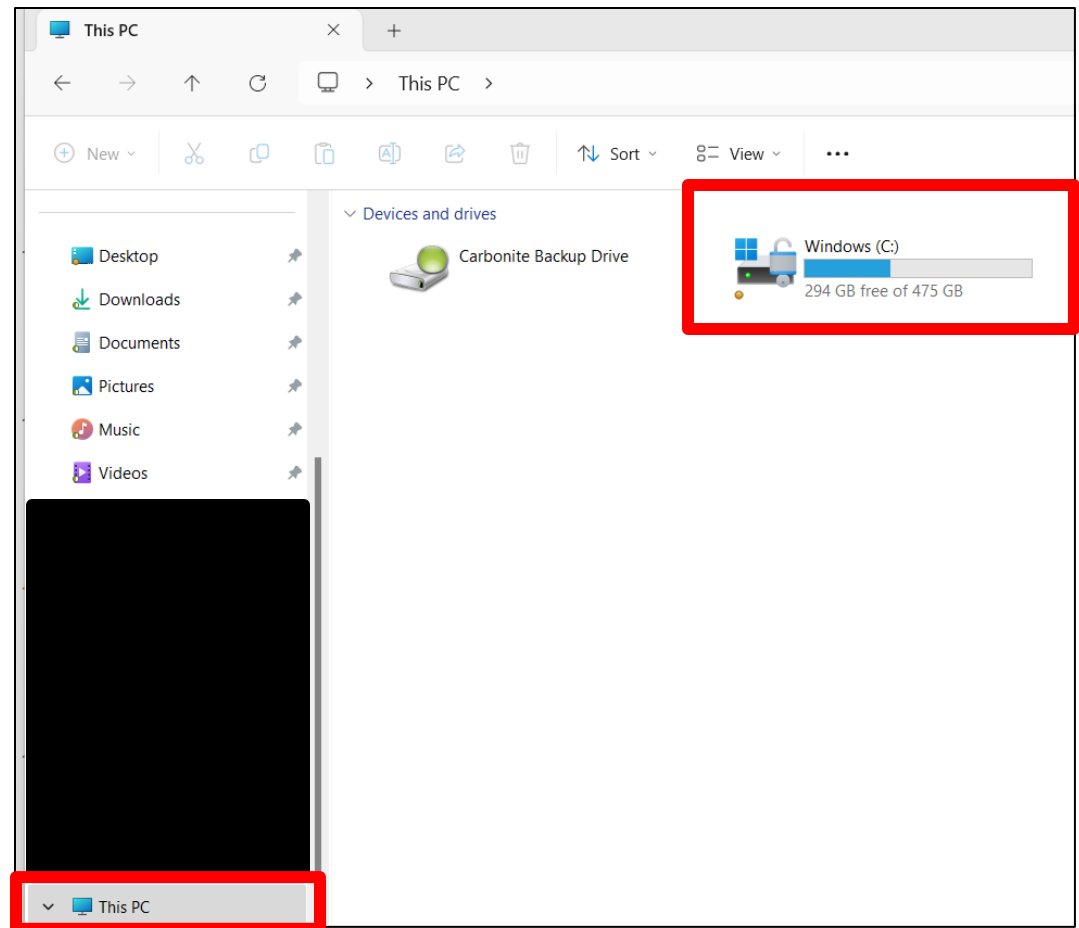 This PC
This PC
New
Sort
View
Devices and drives
Desktop
Carbonite Backup Drive
Windows (C:)
294 GB free of 475 GB
Downloads
Documents
Pictures
Music
Videos
This PC